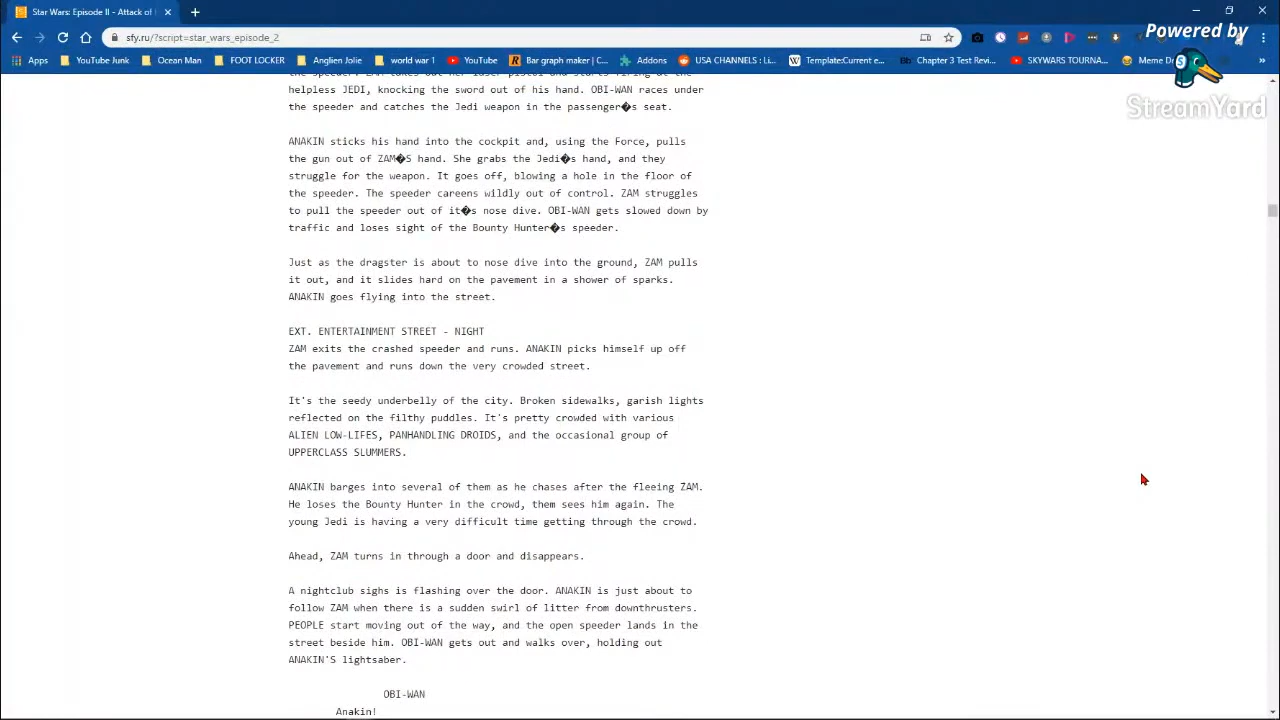 Star Wars: Episode II - Attack of
sfy.ru/?script=star_wars_episode_2
Powered by
StreamYard
Apps YouTube Junk Ocean Man FOOT LOCKER Anglien Jolie world war 1 YouTube Bar graph maker | C... Addons USA CHANNELS : Li... Template:Current e... Chapter 3 Test Revi... SKYWARS TOURNA... Meme De
helpless JEDI, knocking the sword out of his hand. OBI-WAN races under
the speeder and catches the Jedi weapon in the passenger�s seat.
ANAKIN sticks his hand into the cockpit and, using the Force, pulls
the gun out of ZAM�S hand. She grabs the Jedi�s hand, and they
struggle for the weapon. It goes off, blowing a hole in the floor of
the speeder. The speeder careens wildly out of control. ZAM struggles
to pull the speeder out of it�s nose dive. OBI-WAN gets slowed down by
traffic and loses sight of the Bounty Hunter�s speeder.
Just as the dragster is about to nose dive into the ground, ZAM pulls
it out, and it slides hard on the pavement in a shower of sparks.
ANAKIN goes flying into the street.
EXT. ENTERTAINMENT STREET - NIGHT
ZAM exits the crashed speeder and runs. ANAKIN picks himself up off
the pavement and runs down the very crowded street.
It's the seedy underbelly of the city. Broken sidewalks, garish lights
reflected on the filthy puddles. It's pretty crowded with various
ALIEN LOW-LIFES, PANHANDLING DROIDS, and the occasional group of
UPPERCLASS SLUMMERS.
ANAKIN barges into several of them as he chases after the fleeing ZAM.
He loses the Bounty Hunter in the crowd, them sees him again. The
young Jedi is having a very difficult time getting through the crowd.
Ahead, ZAM turns in through a door and disappears.
A nightclub sighs is flashing over the door. ANAKIN is just about to
follow ZAM when there is a sudden swirl of litter from downthrusters.
PEOPLE start moving out of the way, and the open speeder lands in the
street beside him. OBI-WAN gets out and walks over, holding out
ANAKIN'S lightsaber.
OBI-WAN
Anakin!